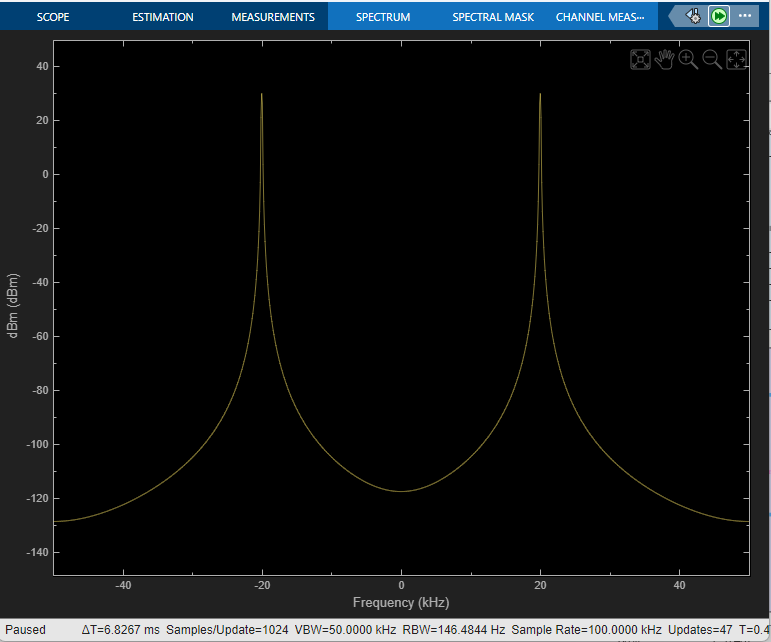 SCOPE ESTIMATION MEASUREMENTS SPECTRUM SPECTRAL MASK CHANNEL MEAS···
40
20
0
-20
-40
-60
-80
-100
-120
-140
dBm (dBm)
-40 -20 0 20 40
Frequency (kHz)
Paused ΔT=6.8267 ms Samples/Update=1024 VBW=50.0000 kHz RBW=146.4844 Hz Sample Rate=100.0000 kHz Updates=47 T=0.4